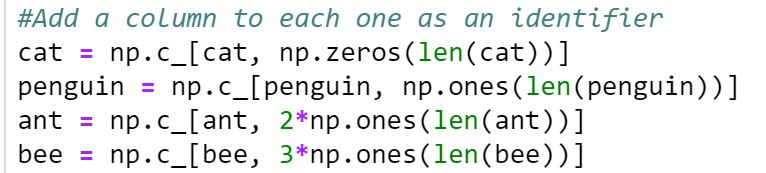 #Add a column to each one as an identifier
cat = np.c_[cat, np.zeros(len(cat))]
penguin = np.c_[penguin, np.ones(len(penguin))]
ant = np.c_[ant, 2*np.ones(len(ant))]
bee = np.c_[bee, 3*np.ones(len(bee))]